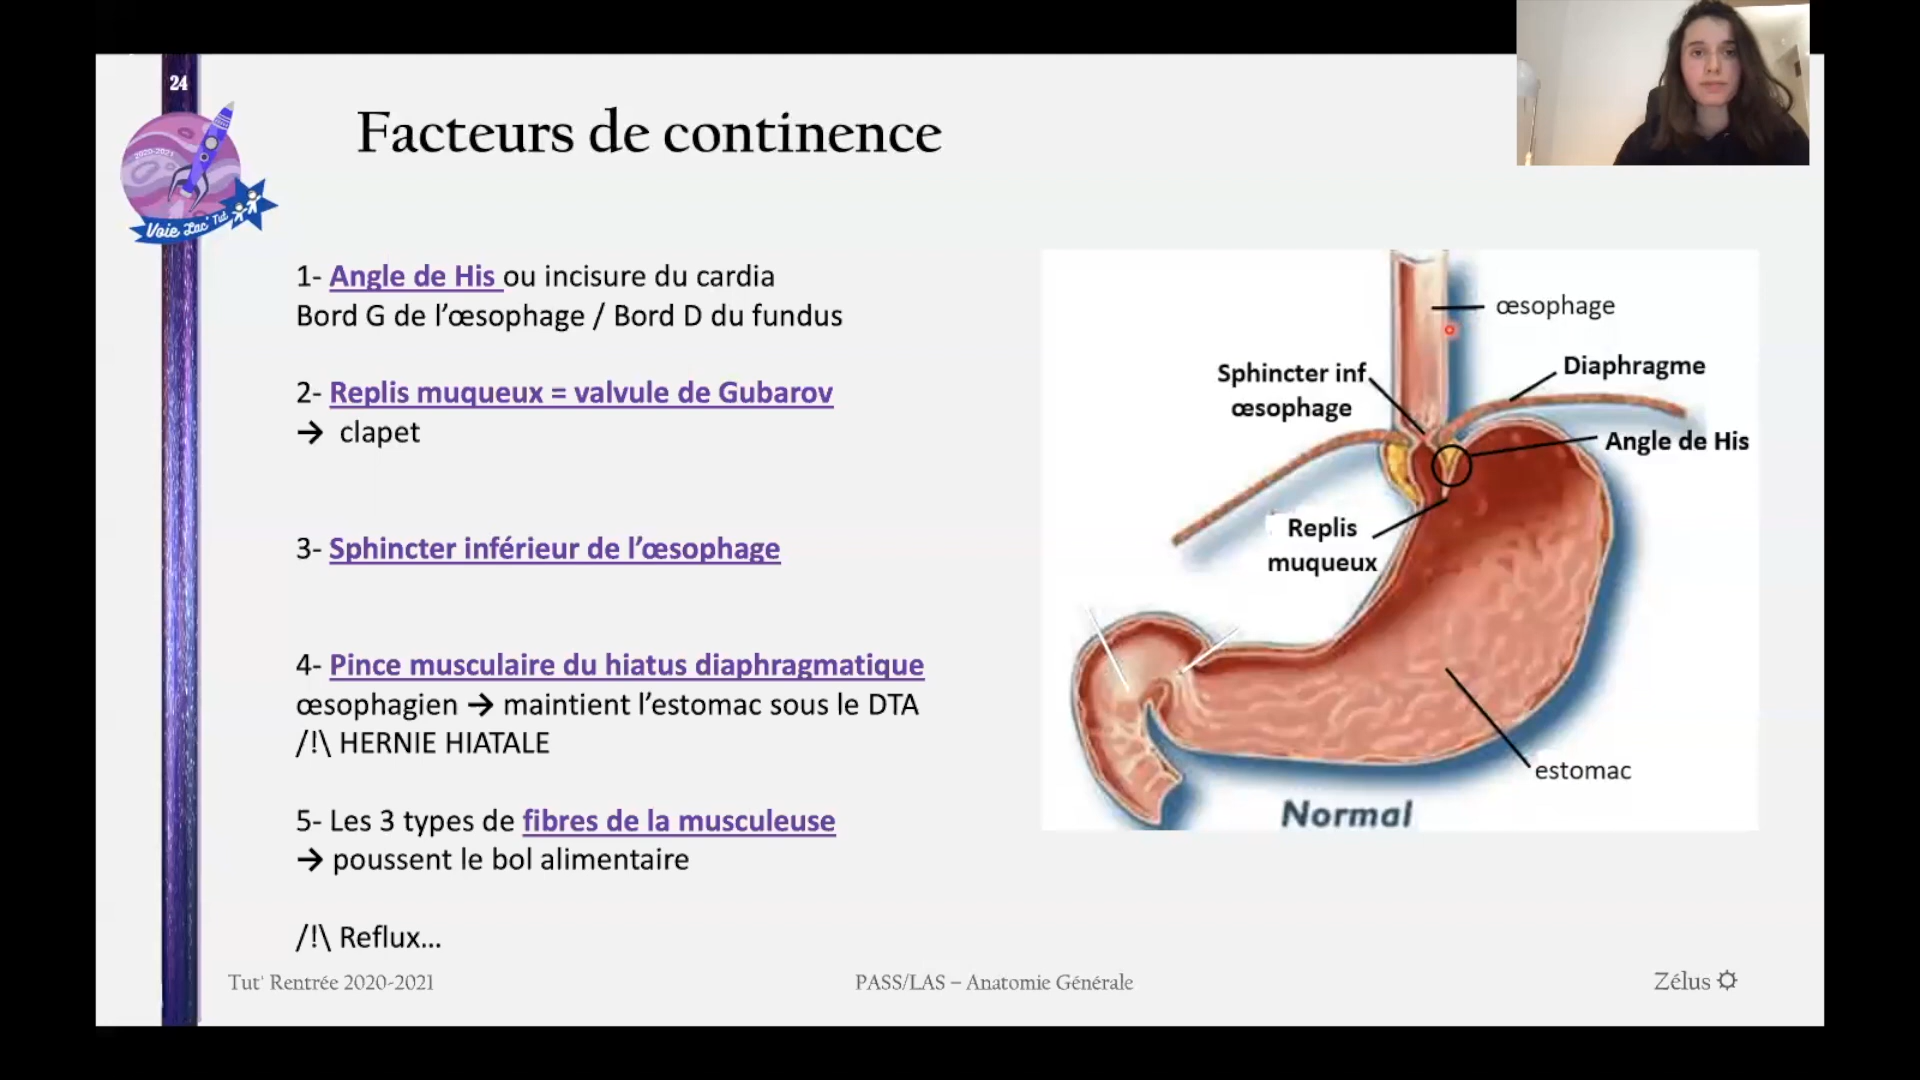 24
2020-2021
Voie Lac' Tut
Facteurs de continence
1- Angle de His ou incisure du cardia
Bord G de l’œsophage / Bord D du fundus
2- Replis muqueux = valvule de Gubarov
→ clapet
3- Sphincter inférieur de l’œsophage
4- Pince musculaire du hiatus diaphragmatique
œsophagien → maintient l’estomac sous le DTA
/!\ HERNIE HIATALE
5- Les 3 types de fibres de la musculeuse
→ poussent le bol alimentaire
/!\ Reflux...
œsophage
Diaphragme
Sphincter inf
œsophage
Angle de His
Replis
muqueux
estomac
Normal
Tut' Rentrée 2020-2021
PASS/LAS – Anatomie Générale
Zélus